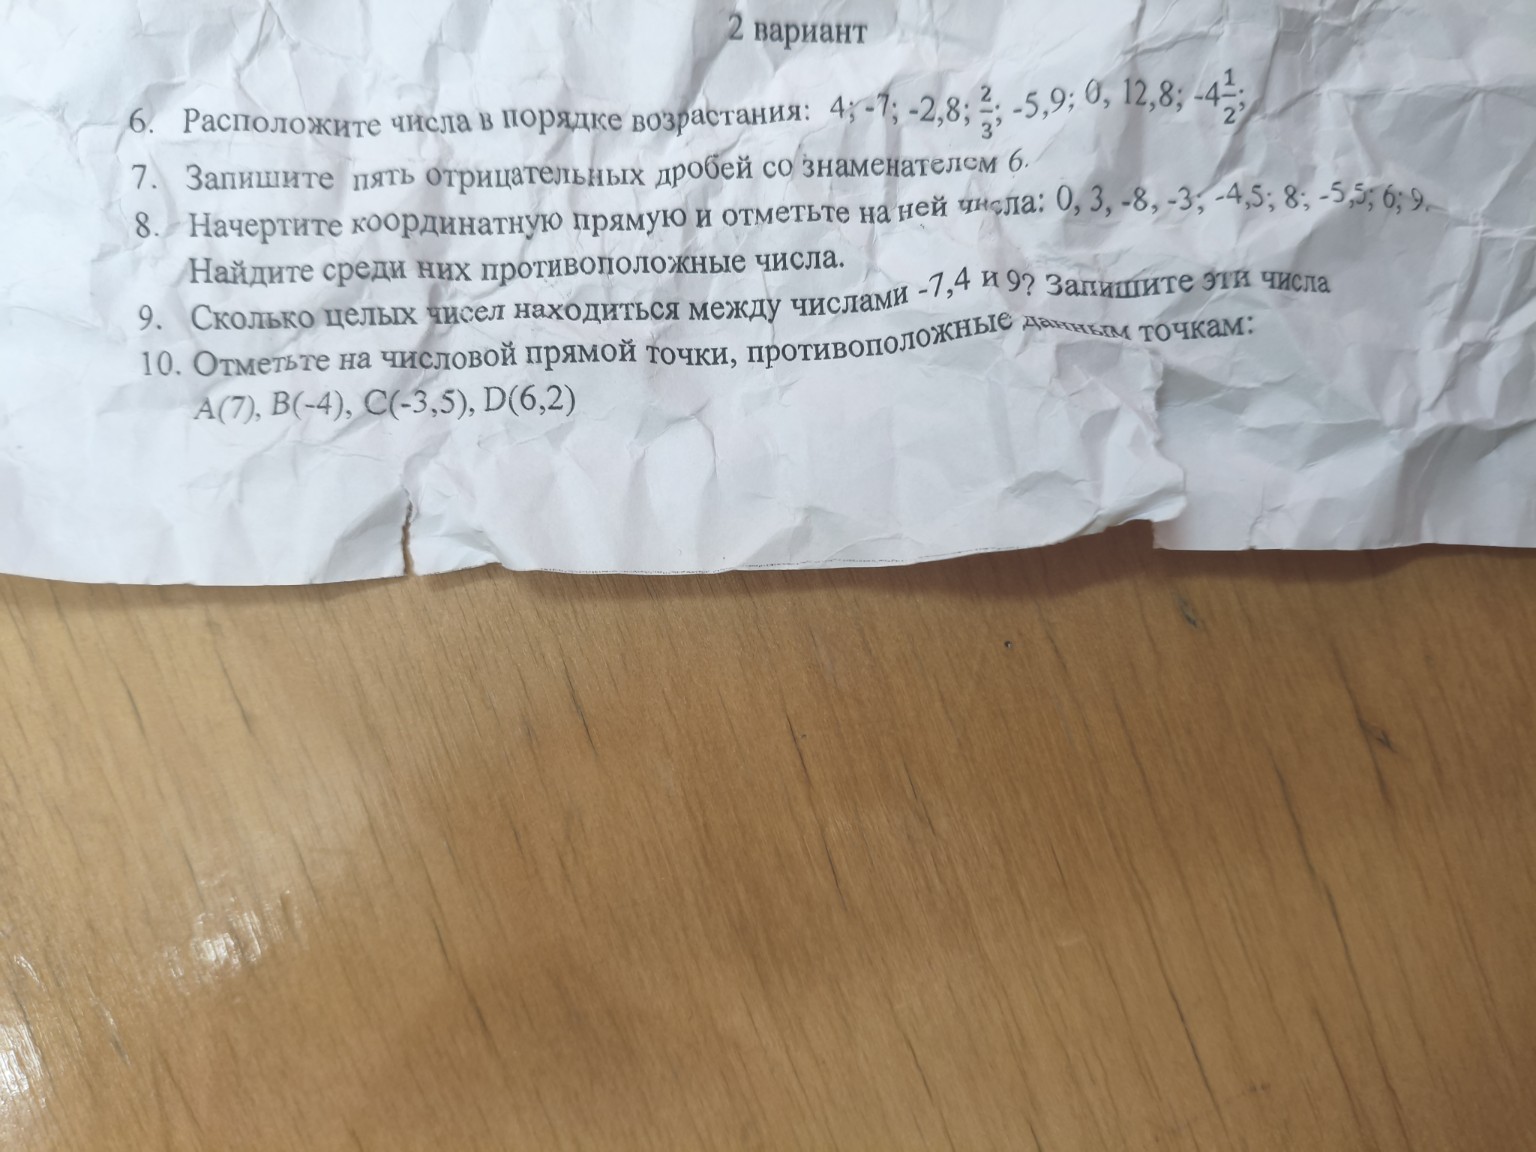 2 вариант
6. Расположите числа в порядке возрастания: 4; -7; -2,8; 2/3; -5,9; 0, 12,8; -4 1/2;
7. Запишите пять отрицательных дробей со знаменателем 6.
8. Начертите координатную прямую и отметьте на ней числа: 0, 3, -8, -3; -4,5; 8; -5,5; 6; 9.
Найдите среди них противоположные числа.
9. Сколько целых чисел находиться между числами -7,4 и 9? Запишите эти числа
10. Отметьте на числовой прямой точки, противоположные данным точкам:
A(7), B(-4), C(-3,5), D(6,2)